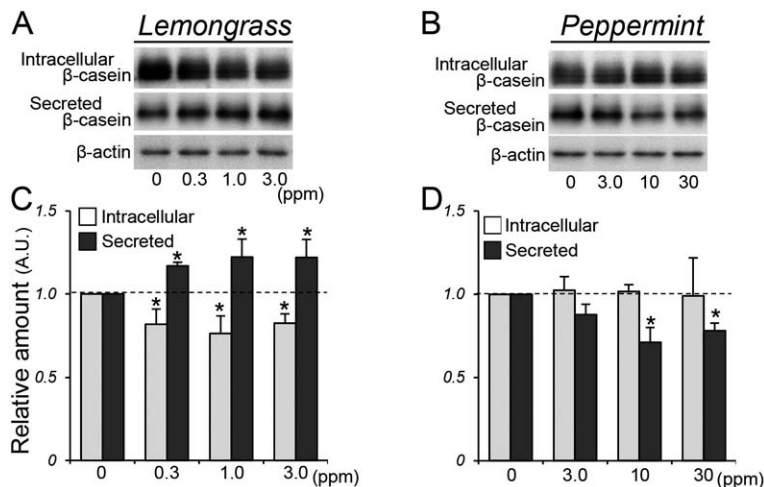 A
Lemongrass
Intracellular
β-casein
Secreted
β-casein
β-actin
0 0.3 1.0 3.0
(ppm)
B
Peppermint
Intracellular
β-casein
Secreted
β-casein
β-actin
0 3.0 10 30
C
Relative amount (A.U.)
1.5
1.0
0.5
0
Intracellular
Secreted
* * * * * *
0 0.3 1.0 3.0 (ppm)
D
1.5
1.0
0.5
0
Intracellular
Secreted
* *
0 3.0 10 30 (ppm)